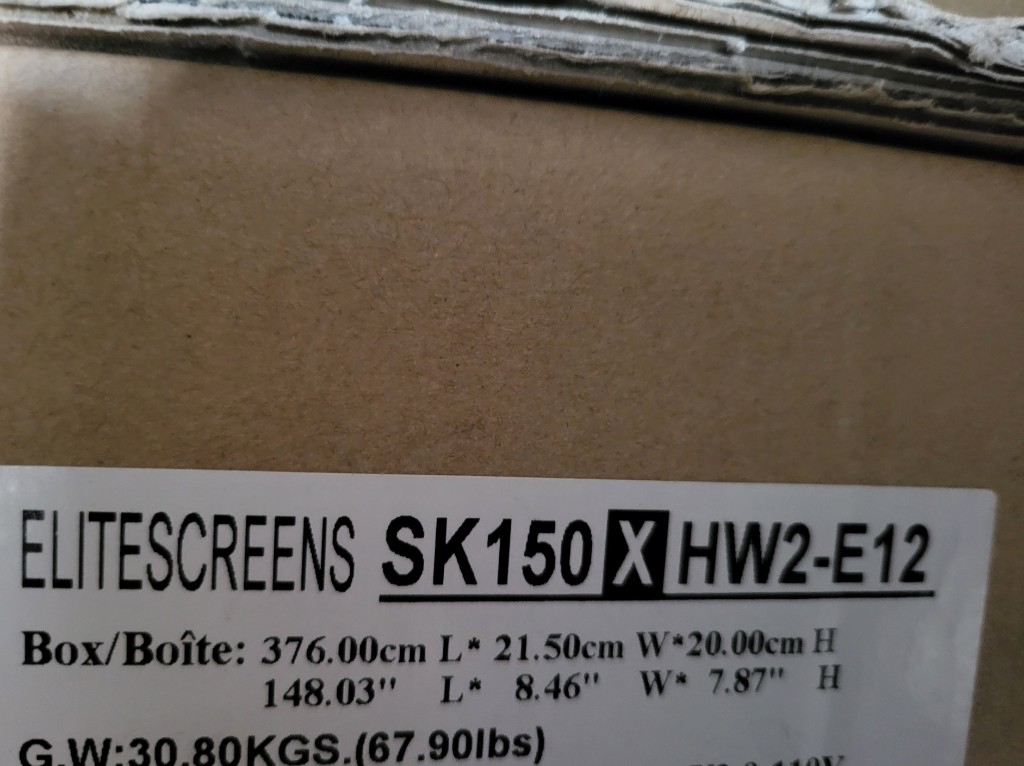 ELITESCREENS SK150XHW2-E12
Box/Boîte: 376.00cm L* 21.50cm W*20.00cm H
148.03" L* 8.46" W* 7.87" H
G.W:30.80KGS.(67.90lbs)